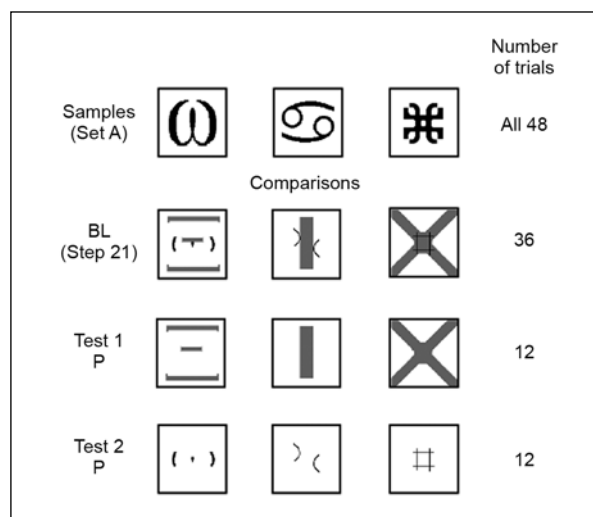 Number
of trials
Samples
(Set A)
All 48
Comparisons
BL
(Step 21)
36
Test 1
P
12
Test 2
P
12